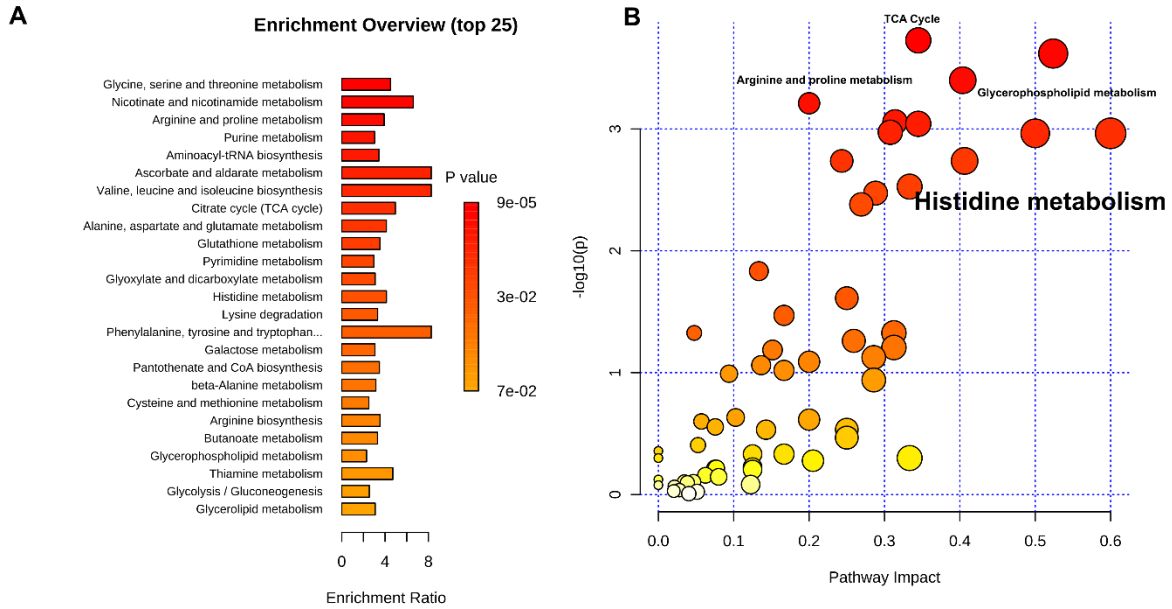 A
Enrichment Overview (top 25)
Glycine, serine and threonine metabolism
Nicotinate and nicotinamide metabolism
Arginine and proline metabolism
Purine metabolism
Aminoacyl-tRNA biosynthesis
Ascorbate and aldarate metabolism
Valine, leucine and isoleucine biosynthesis
Citrate cycle (TCA cycle)
Alanine, aspartate and glutamate metabolism
Glutathione metabolism
Pyrimidine metabolism
Glyoxylate and dicarboxylate metabolism
Histidine metabolism
Lysine degradation
Phenylalanine, tyrosine and tryptophan...
Galactose metabolism
Pantothenate and CoA biosynthesis
beta-Alanine metabolism
Cysteine and methionine metabolism
Arginine biosynthesis
Butanoate metabolism
Glycerophospholipid metabolism
Thiamine metabolism
Glycolysis / Gluconeogenesis
Glycerolipid metabolism
0 4 8
Enrichment Ratio
P value
9e-05
3e-02
7e-02
B
TCA Cycle
Arginine and proline metabolism
Glycerophospholipid metabolism
Histidine metabolism
-log10(p)
3
2
1
0
0.0 0.1 0.2 0.3 0.4 0.5 0.6
Pathway Impact